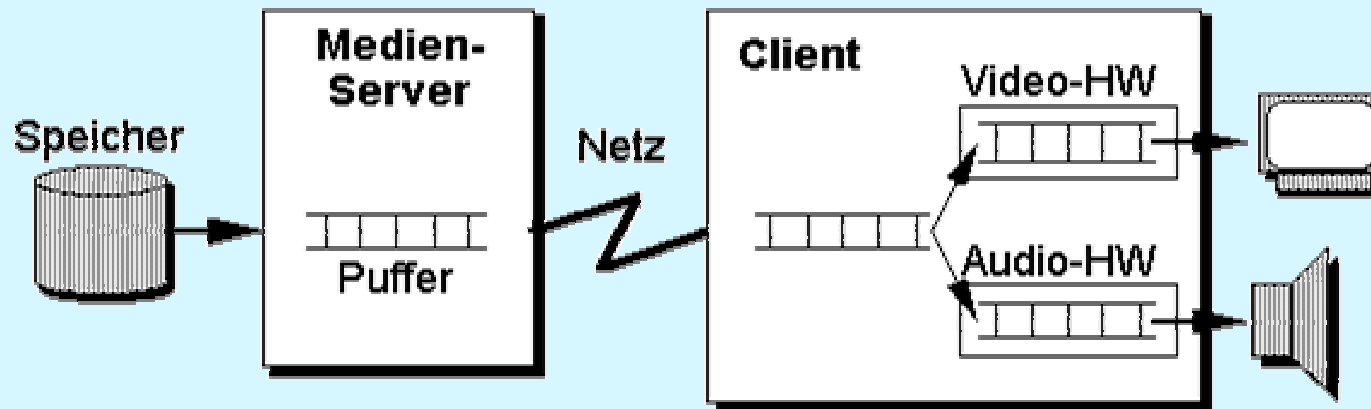 Speicher
Medien-
Server
Puffer
Netz
Client
Video-HW
Audio-HW